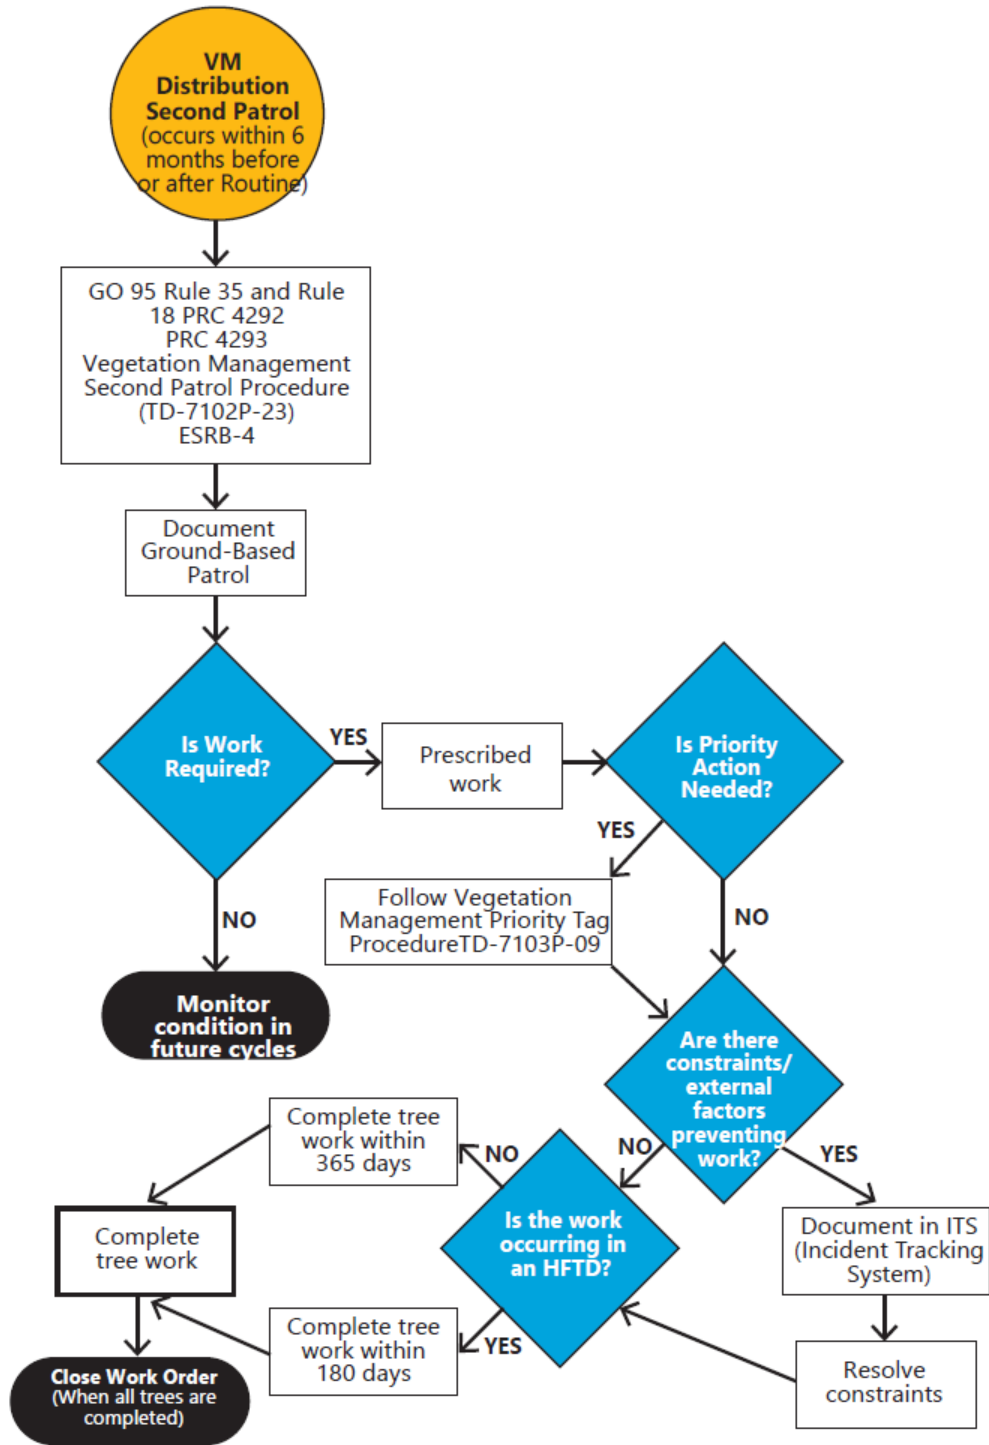 VM
Distribution
Second Patrol
(occurs within 6
months before
or after Routine)
GO 95 Rule 35 and Rule
18 PRC 4292
PRC 4293
Vegetation Management
Second Patrol Procedure
(TD-7102P-23)
ESRB-4
Document
Ground-Based
Patrol
Is Work
Required?
YES
Prescribed
work
Is Priority
Action
Needed?
YES
Follow Vegetation
Management Priority Tag
ProcedureTD-7103P-09
NO
NO
Monitor
condition in
future cycles
Are there
constraints/
external
factors
preventing
work?
NO
YES
Document in ITS
(Incident Tracking
System)
Resolve
constraints
Is the work
occurring in
an HFTD?
NO
Complete tree
work within
365 days
YES
Complete tree
work within
180 days
Complete
tree work
Close Work Order
(When all trees are
completed)